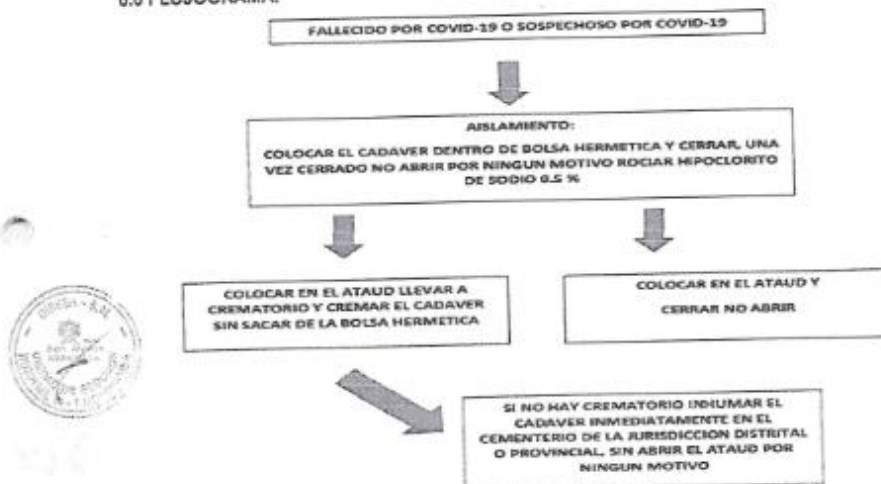 FLUJOGRAMA:
FALLECIDO POR COVID-19 O SOSPECHOSO POR COVID-19
AISLAMIENTO:
COLOCAR EL CADAVER DENTRO DE BOLSA HERMETICA Y CERRAR, UNA
VEZ CERRADO NO ABRIR POR NINGUN MOTIVO ROCIAR HIPOCLORITO
DE SODIO 0.5 %
COLOCAR EN EL ATAUD LLEVAR A
CREMATORIO Y CREMAR EL CADAVER
SIN SACAR DE LA BOLSA HERMETICA
COLOCAR EN EL ATAUD Y
CERRAR NO ABRIR
SI NO HAY CREMATORIO INHUMAR EL
CADAVER INMEDIATAMENTE EN EL
CEMENTERIO DE LA JURISDICCION DISTRITAL
O PROVINCIAL, SIN ABRIR EL ATAUD POR
NINGUN MOTIVO